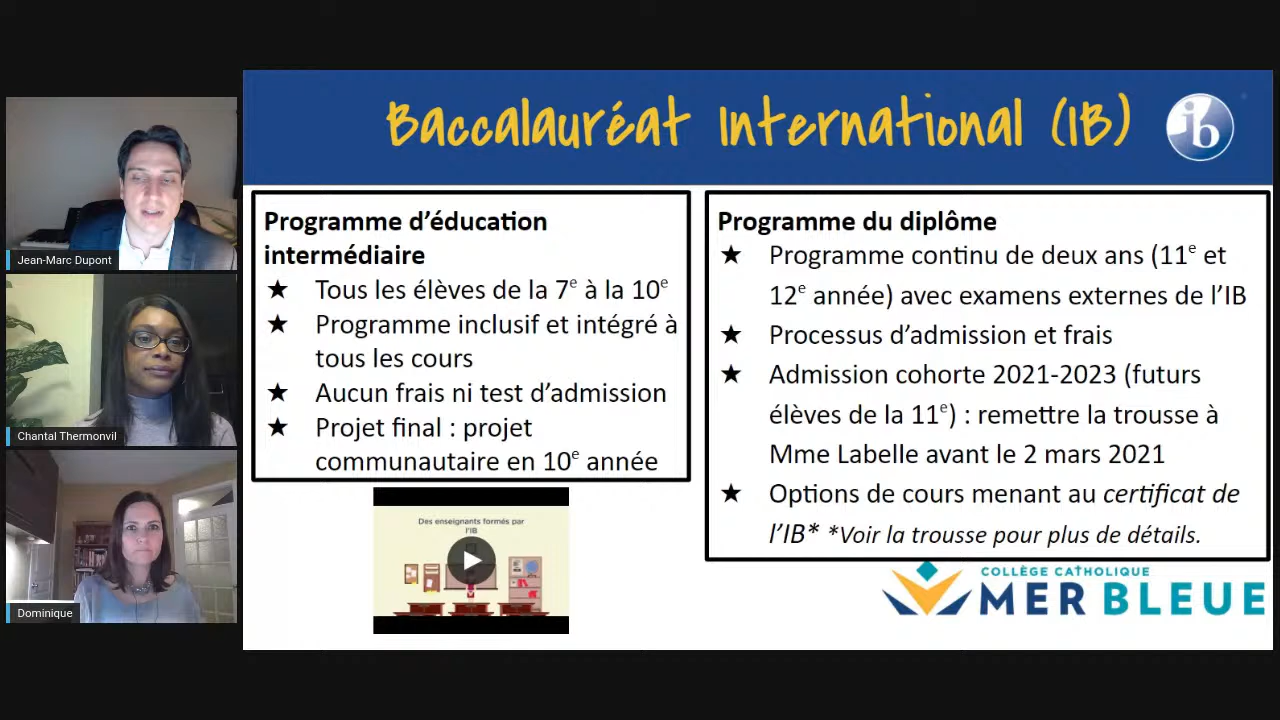 Baccalauréat International (IB)
ib
Jean-Marc Dupont
Chantal Thermonvil
Dominique
Programme d'éducation
intermédiaire
★ Tous les élèves de la 7e à la 10e
★ Programme inclusif et intégré à
tous les cours
★ Aucun frais ni test d'admission
★ Projet final : projet
communautaire en 10e année
Des enseignants formés par
l'IB
Programme du diplôme
★ Programme continu de deux ans (11e et
12e année) avec examens externes de l'IB
★ Processus d'admission et frais
★ Admission cohorte 2021-2023 (futurs
élèves de la 11e) : remettre la trousse à
Mme Labelle avant le 2 mars 2021
★ Options de cours menant au certificat de
l'IB* *Voir la trousse pour plus de détails.
COLLÈGE CATHOLIQUE
MER BLEUE